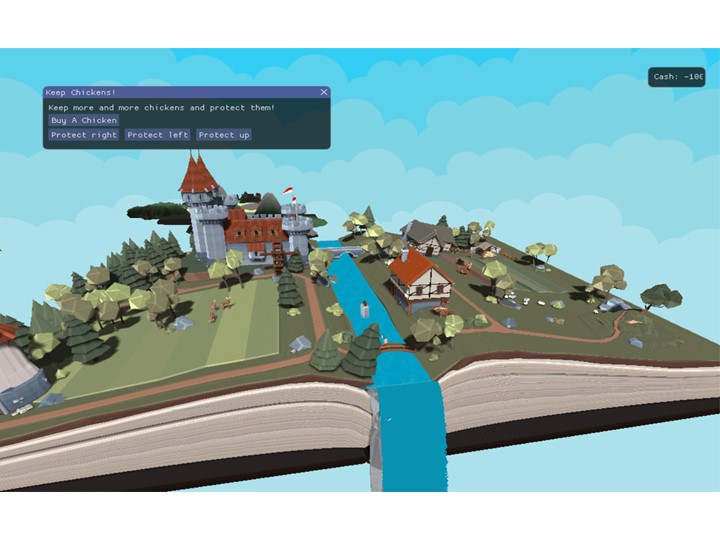 Keep Chickens!
Keep more and more chickens and protect them!
Buy A Chicken
Protect right Protect left Protect up
Cash: